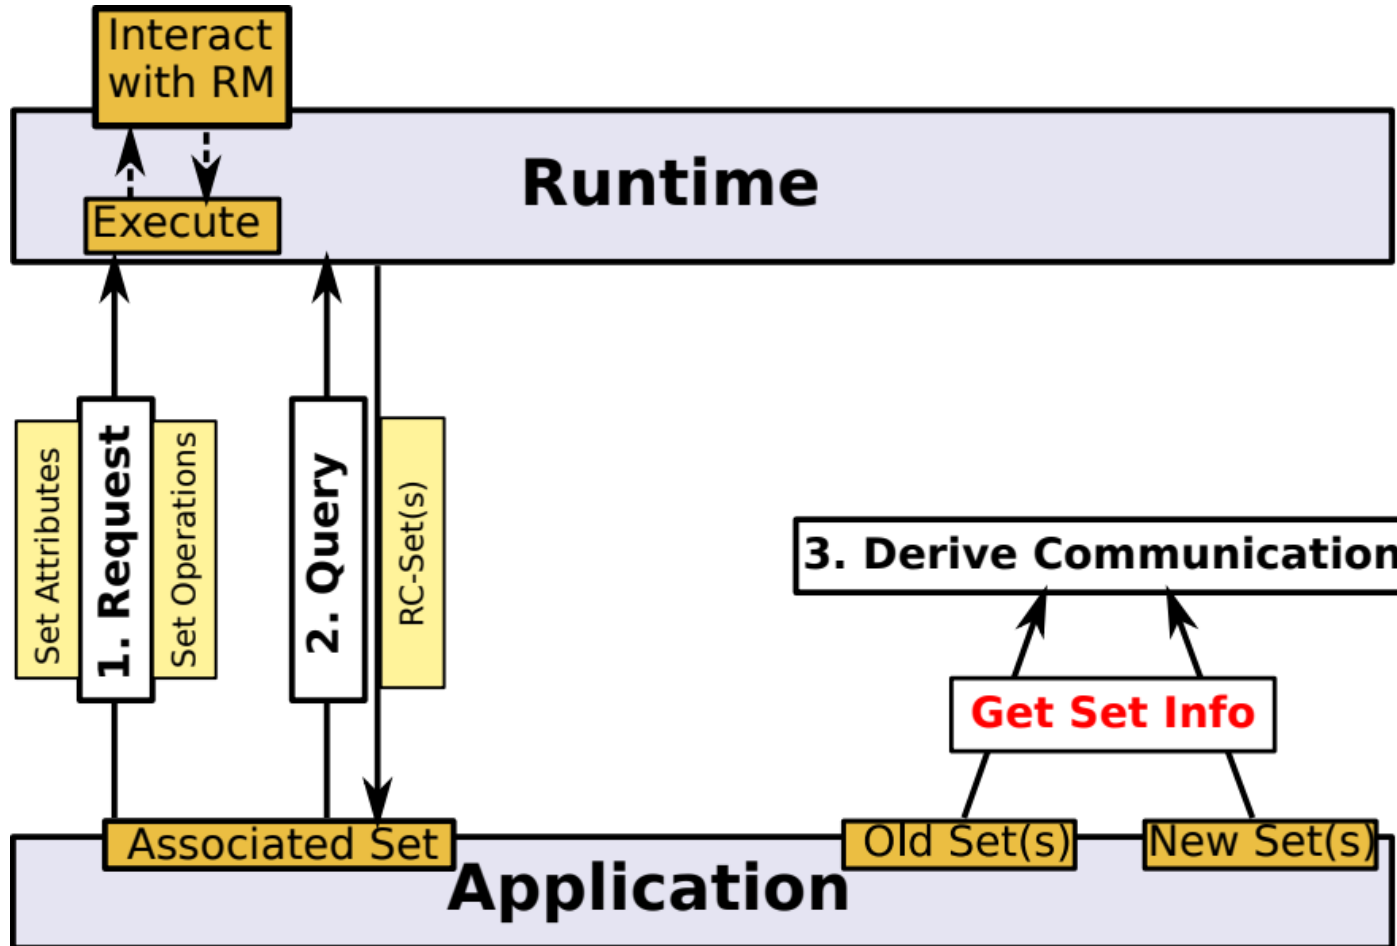 Interact
with RM
Runtime
Execute
Set Attributes
1. Request
Set Operations
2. Query
RC-Set(s)
3. Derive Communication
Get Set Info
Associated Set
Old Set(s)
New Set(s)
Application